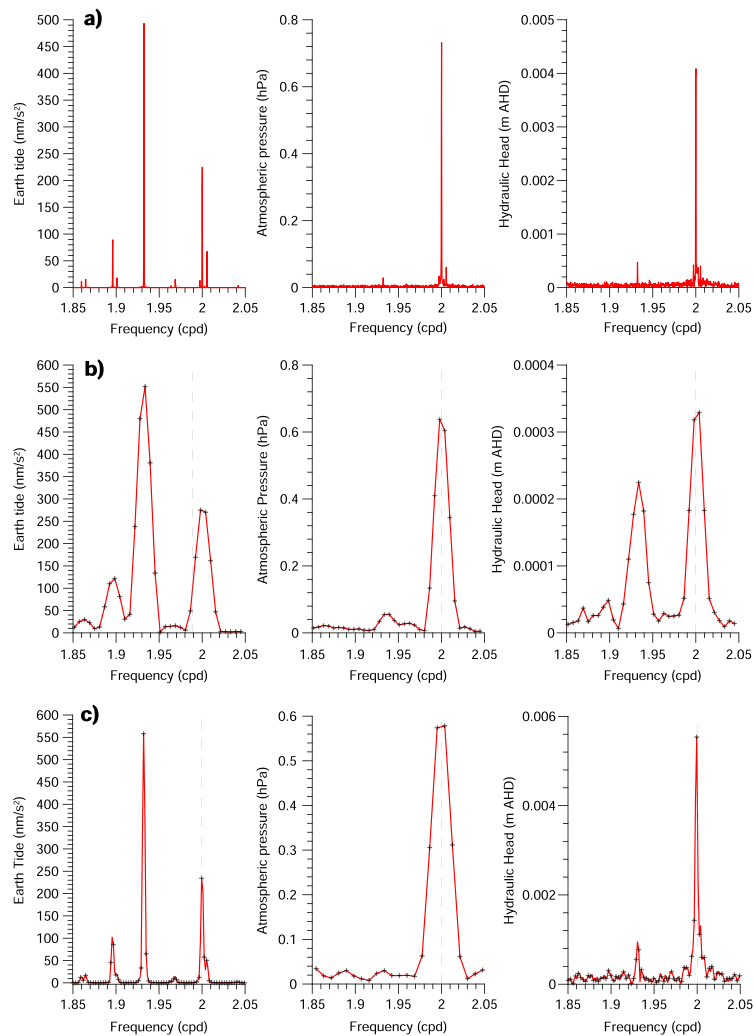 a)
500
450
400
350
300
250
200
150
100
50
0
Earth tide (nm/s²)
1.85 1.9 1.95 2 2.05
Frequency (cpd)
0.8
0.6
0.4
0.2
0
Atmospheric pressure (hPa)
1.85 1.9 1.95 2 2.05
Frequency (cpd)
0.005
0.004
0.003
0.002
0.001
0
Hydraulic Head (m AHD)
1.85 1.9 1.95 2 2.05
Frequency (cpd)
b)
600
550
500
450
400
350
300
250
200
150
100
50
0
Earth tide (nm/s²)
1.85 1.9 1.95 2 2.05
Frequency (cpd)
0.8
0.6
0.4
0.2
0
Atmospheric Pressure (hPa)
1.85 1.9 1.95 2 2.05
Frequency (cpd)
0.0004
0.0003
0.0002
0.0001
0
Hydraulic Head (m AHD)
1.85 1.9 1.95 2 2.05
Frequency (cpd)
c)
600
550
500
450
400
350
300
250
200
150
100
50
0
Earth Tide (nm/s²)
1.85 1.9 1.95 2 2.05
Frequency (cpd)
0.6
0.5
0.4
0.3
0.2
0.1
0
Atmospheric pressure (hPa)
1.85 1.9 1.95 2 2.05
Frequency (cpd)
0.006
0.004
0.002
0
Hydraulic Head (m AHD)
1.85 1.9 1.95 2 2.05
Frequency (cpd)